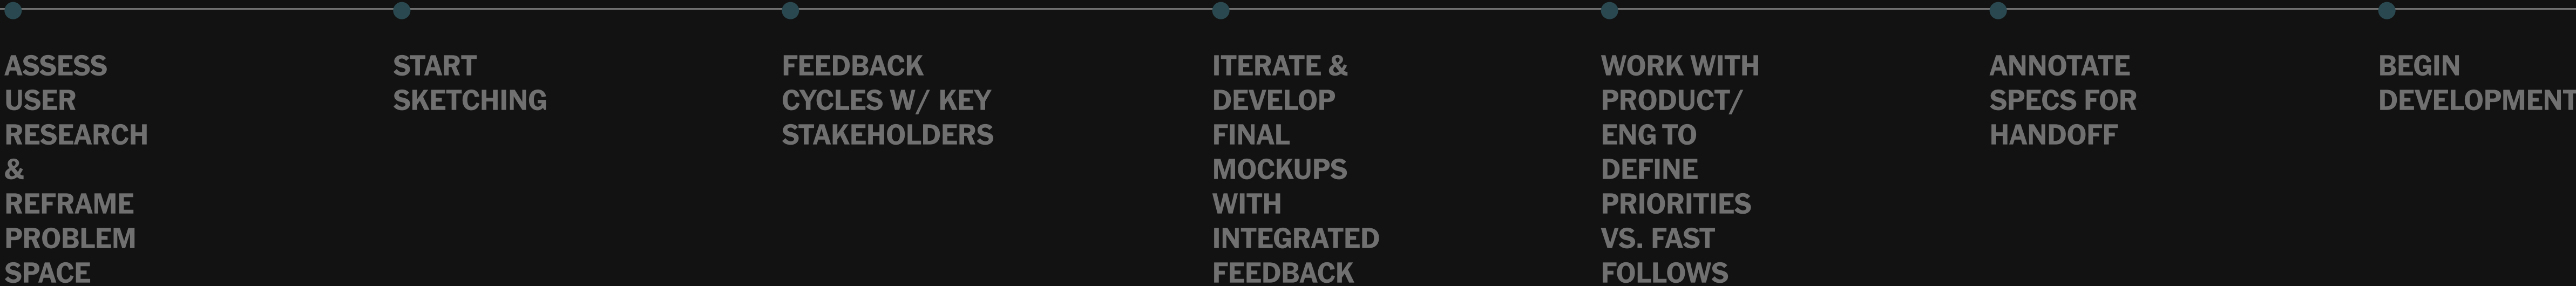 ASSESS
USER
RESEARCH
&
REFRAME
PROBLEM
SPACE
START
SKETCHING
FEEDBACK
CYCLES W/ KEY
STAKEHOLDERS
ITERATE &
DEVELOP
FINAL
MOCKUPS
WITH
INTEGRATED
FEEDBACK
WORK WITH
PRODUCT/
ENG TO
DEFINE
PRIORITIES
VS. FAST
FOLLOWS
ANNOTATE
SPECS FOR
HANDOFF
BEGIN
DEVELOPMENT